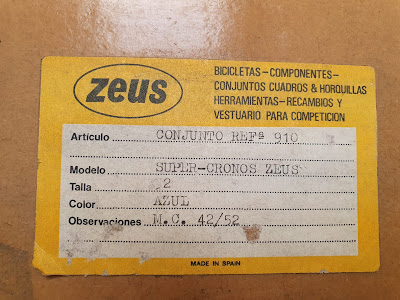 zeus
BICICLETAS-COMPONENTES-
CONJUNTOS CUADROS & HORQUILLAS
HERRAMIENTAS-RECAMBIOS Y
VESTUARIO PARA COMPETICION
Artículo CONJUNTO REFª 910
Modelo SUPER-CRONOS ZEUS
Talla 2
Color AZUL
Observaciones M.C. 42/52
MADE IN SPAIN